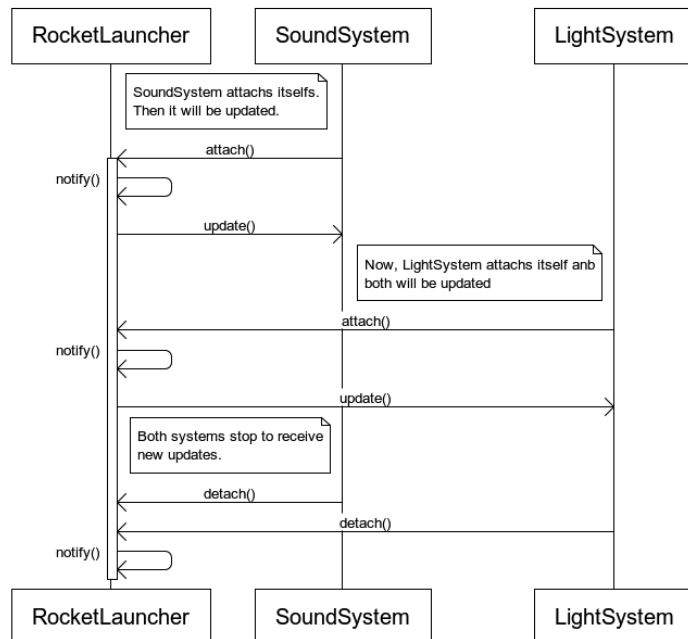 RocketLauncher
SoundSystem
LightSystem
SoundSystem attachs itselfs.
Then it will be updated.
attach()
notify()
update()
Now, LightSystem attachs itself anb
both will be updated
attach()
notify()
update()
Both systems stop to receive
new updates.
detach()
detach()
notify()
RocketLauncher
SoundSystem
LightSystem